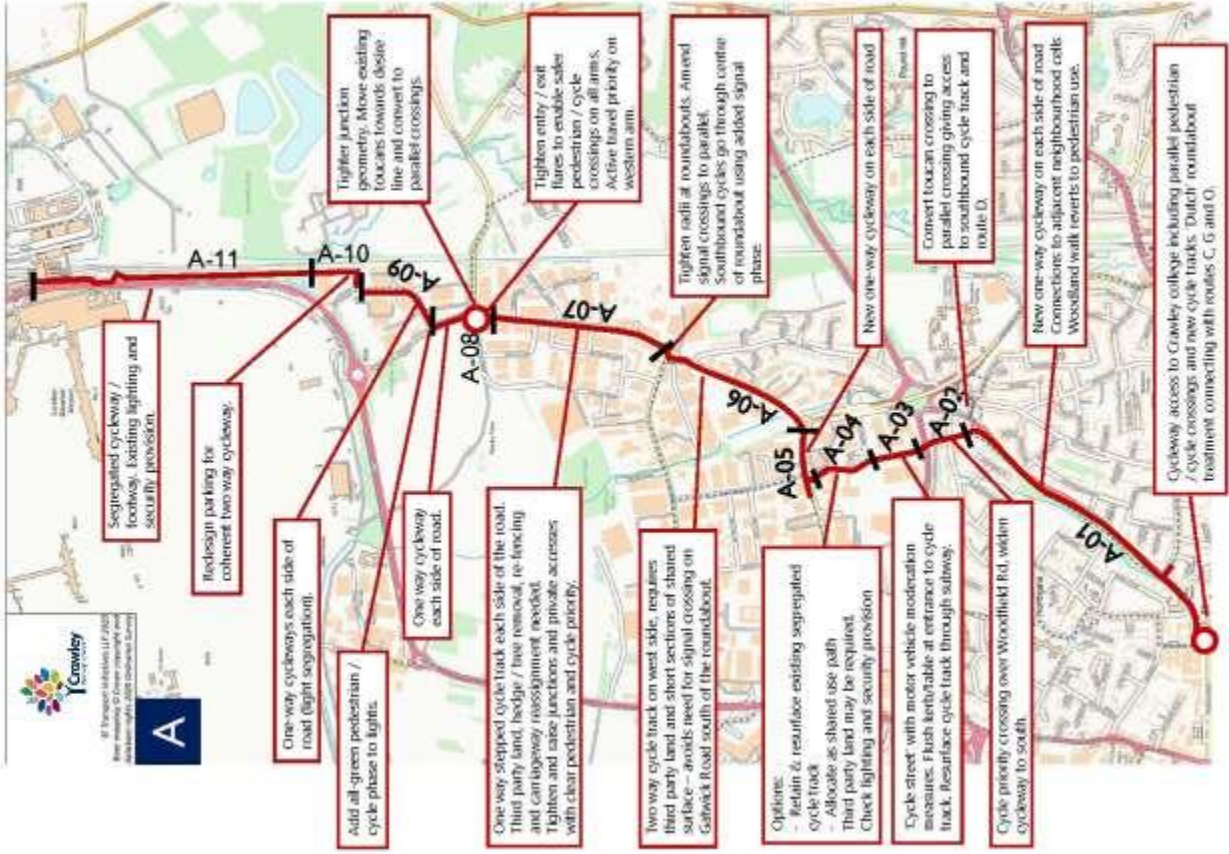 Crawley
A
Segregated cycleway /
footway. Existing lighting and
security provision.
Redesign parking for
coherent two way cycleway.
One-way cycleways each side of
road (light segregation).
Add all-green pedestrian /
cycle phase to lights.
One way cycleway
each side of road.
One way stepped cycle track each side of the road.
Third party land, hedge / tree removal, re-fencing
and carriageway reassignment needed.
Tighten and raise junctions and private accesses
with clear pedestrian and cycle priority.
Two way cycle track on west side, requires
third party land and short sections of shared
surface – avoids need for signal crossing on
Gatwick Road south of the roundabout.
Options:
- Retain & resurface existing segregated
cycle track
- Allocate as shared use path
Third party land may be required.
Check lighting and security provision
'Cycle street' with motor vehicle moderation
measures. Flush kerb/table at entrance to cycle
track. Resurface cycle track through subway.
Cycle priority crossing over Woodfield Rd, widen
cycleway to south.
A-11
A-10
A-09
A-08
A-07
A-06
A-05
A-04
A-03
A-02
A-01
Tighter junction
geometry. Move existing
toucans towards desire
line and convert to
parallel crossings.
Tighten entry / exit
flares to enable safer
pedestrian / cycle
crossings on all arms.
Active travel priority on
western arm.
Tighten radii at roundabouts. Amend
signal crossings to parallel.
Southbound cycles go through centre
of roundabout using added signal
phase.
New one-way cycleway on each side of road
Convert toucan crossing to
parallel crossing giving access
to southbound cycle track and
route D.
New one-way cycleway on each side of road
Connections to adjacent neighbourhood cells
Woodland walk reverts to pedestrian use.
Cycleway access to Crawley college including parallel pedestrian
/ cycle crossings and new cycle tracks. Dutch roundabout
treatment connecting with routes C, G and O.